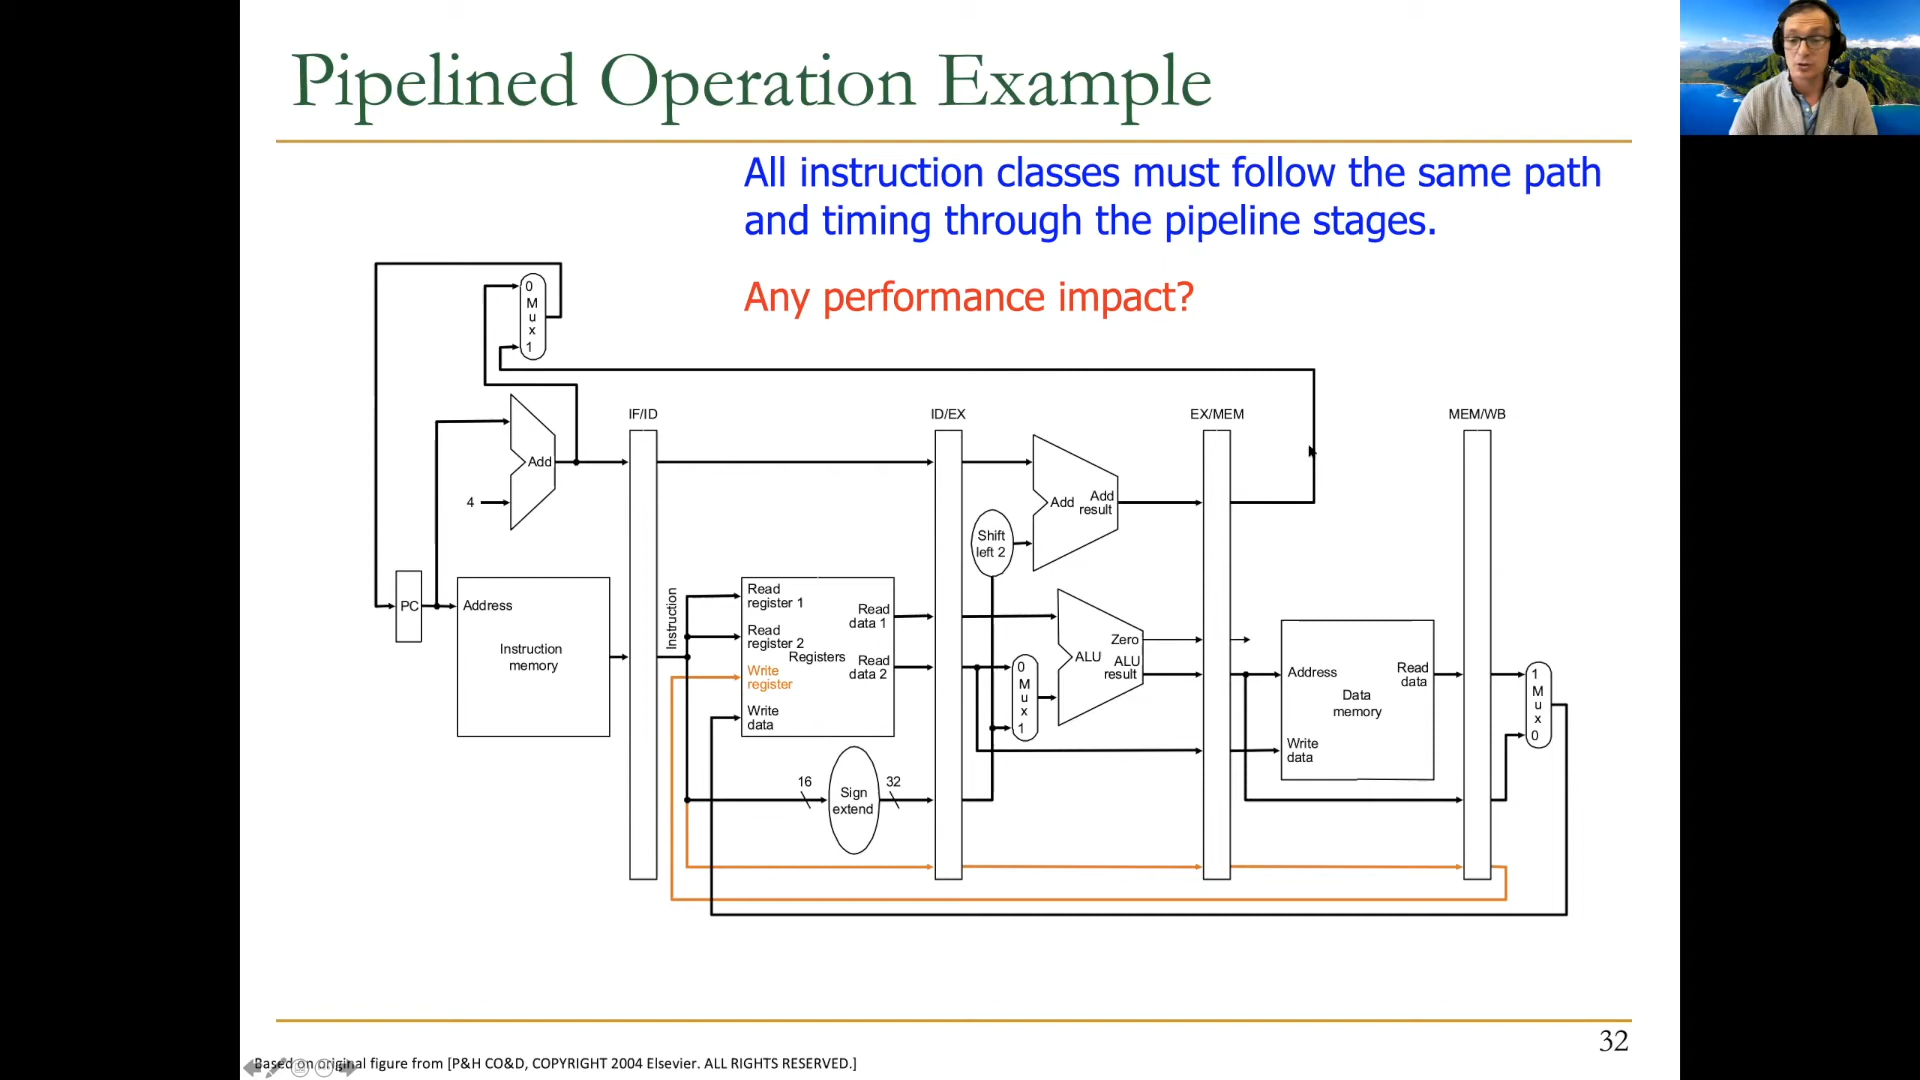 Pipelined Operation Example
All instruction classes must follow the same path
and timing through the pipeline stages.
Any performance impact?
0
M
u
x
1
IF/ID
ID/EX
EX/MEM
MEM/WB
Add
4
Add
Add
result
Shift
left 2
PC
Address
Instruction
memory
Instruction
Read
register 1
Read
register 2
Write
register
Write
data
Registers
Read
data 1
Read
data 2
0
M
u
x
1
Zero
ALU
ALU
result
Address
Read
data
Data
memory
Write
data
1
M
u
x
0
16
Sign
extend
32
32
Based on original figure from [P&H CO&D, COPYRIGHT 2004 Elsevier. ALL RIGHTS RESERVED.]